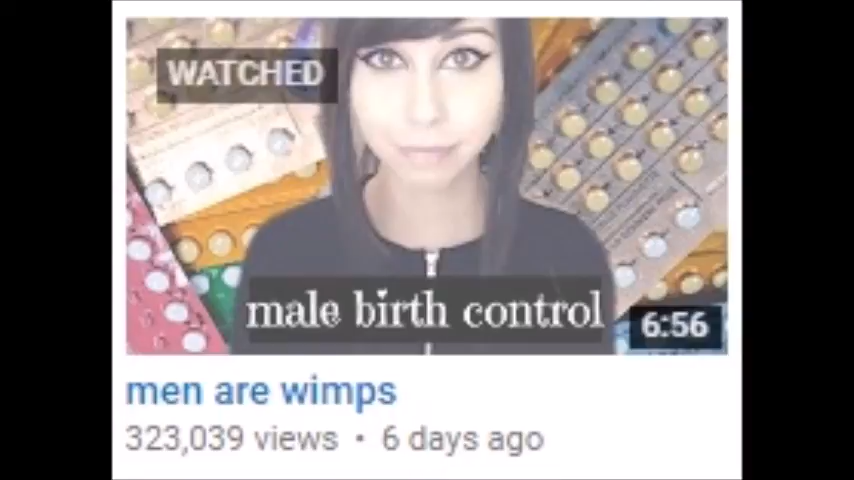 WATCHED
male birth control
6:56
men are wimps
323,039 views • 6 days ago